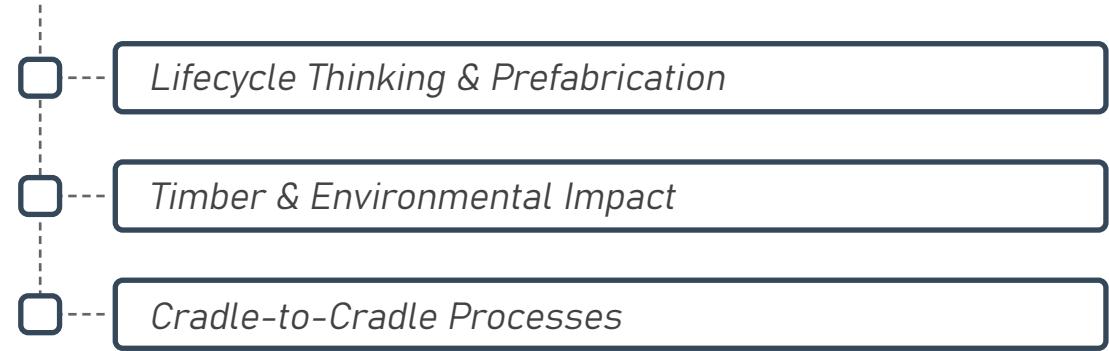 Lifecycle Thinking & Prefabrication
Timber & Environmental Impact
Cradle-to-Cradle Processes